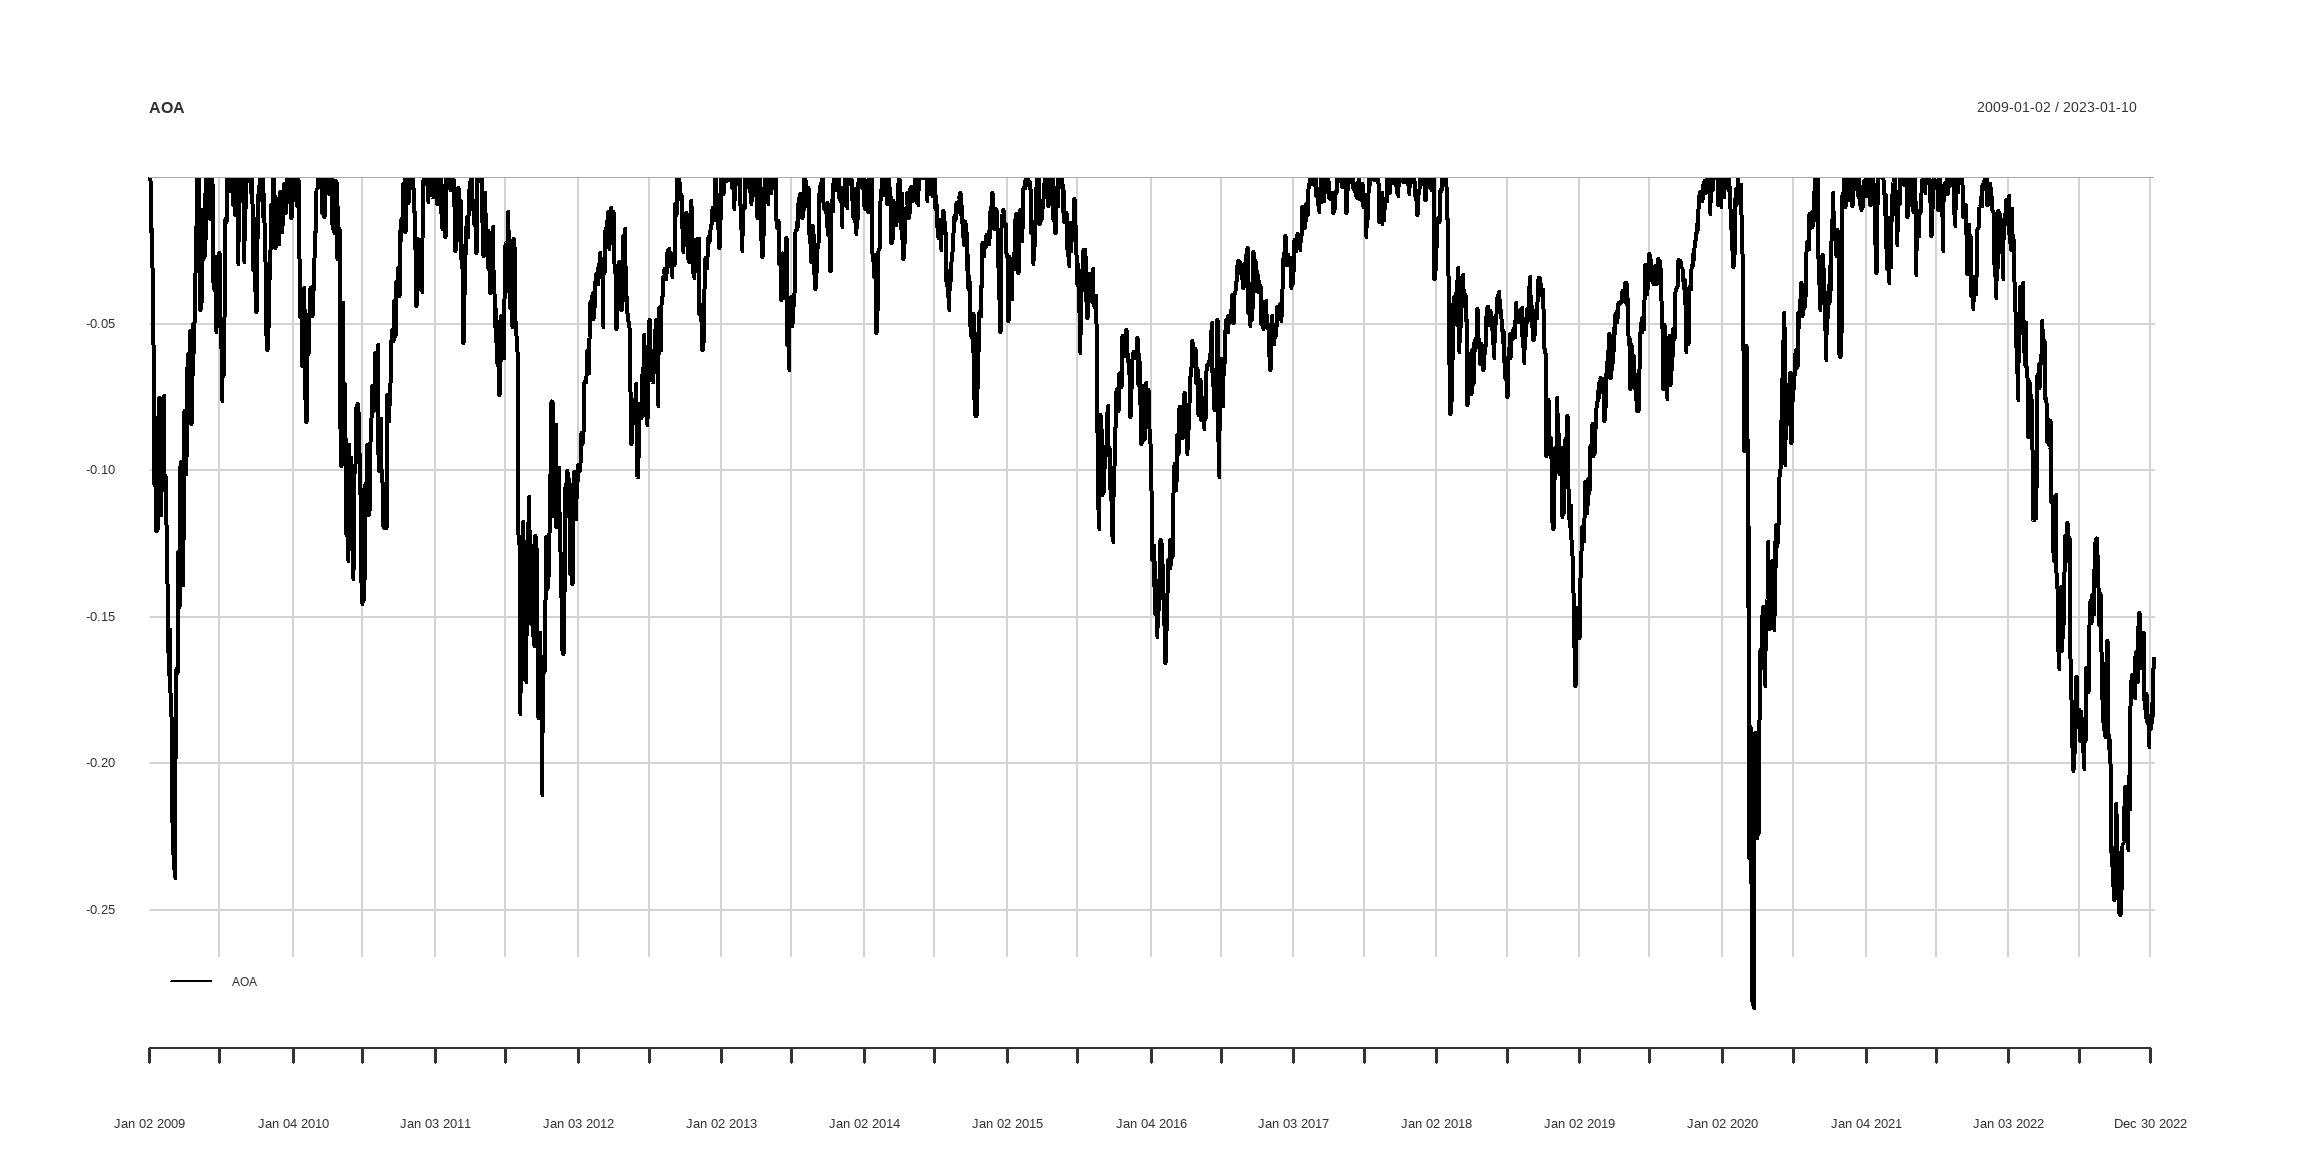 AOA
2009-01-02 / 2023-01-10
-0.05
-0.10
-0.15
-0.20
-0.25
AOA
Jan 02 2009
Jan 04 2010
Jan 03 2011
Jan 03 2012
Jan 02 2013
Jan 02 2014
Jan 02 2015
Jan 04 2016
Jan 03 2017
Jan 02 2018
Jan 02 2019
Jan 02 2020
Jan 04 2021
Jan 03 2022
Dec 30 2022